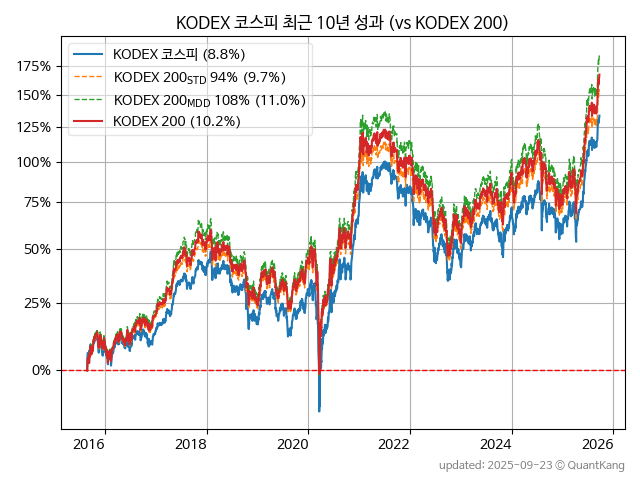 KODEX 코스피 최근 10년 성과 (vs KODEX 200)
KODEX 코스피 (8.8%)
KODEX 200STD 94% (9.7%)
KODEX 200MDD 108% (11.0%)
KODEX 200 (10.2%)
175%
150%
125%
100%
75%
50%
25%
0%
2016 2018 2020 2022 2024 2026
updated: 2025-09-23 © QuantKang